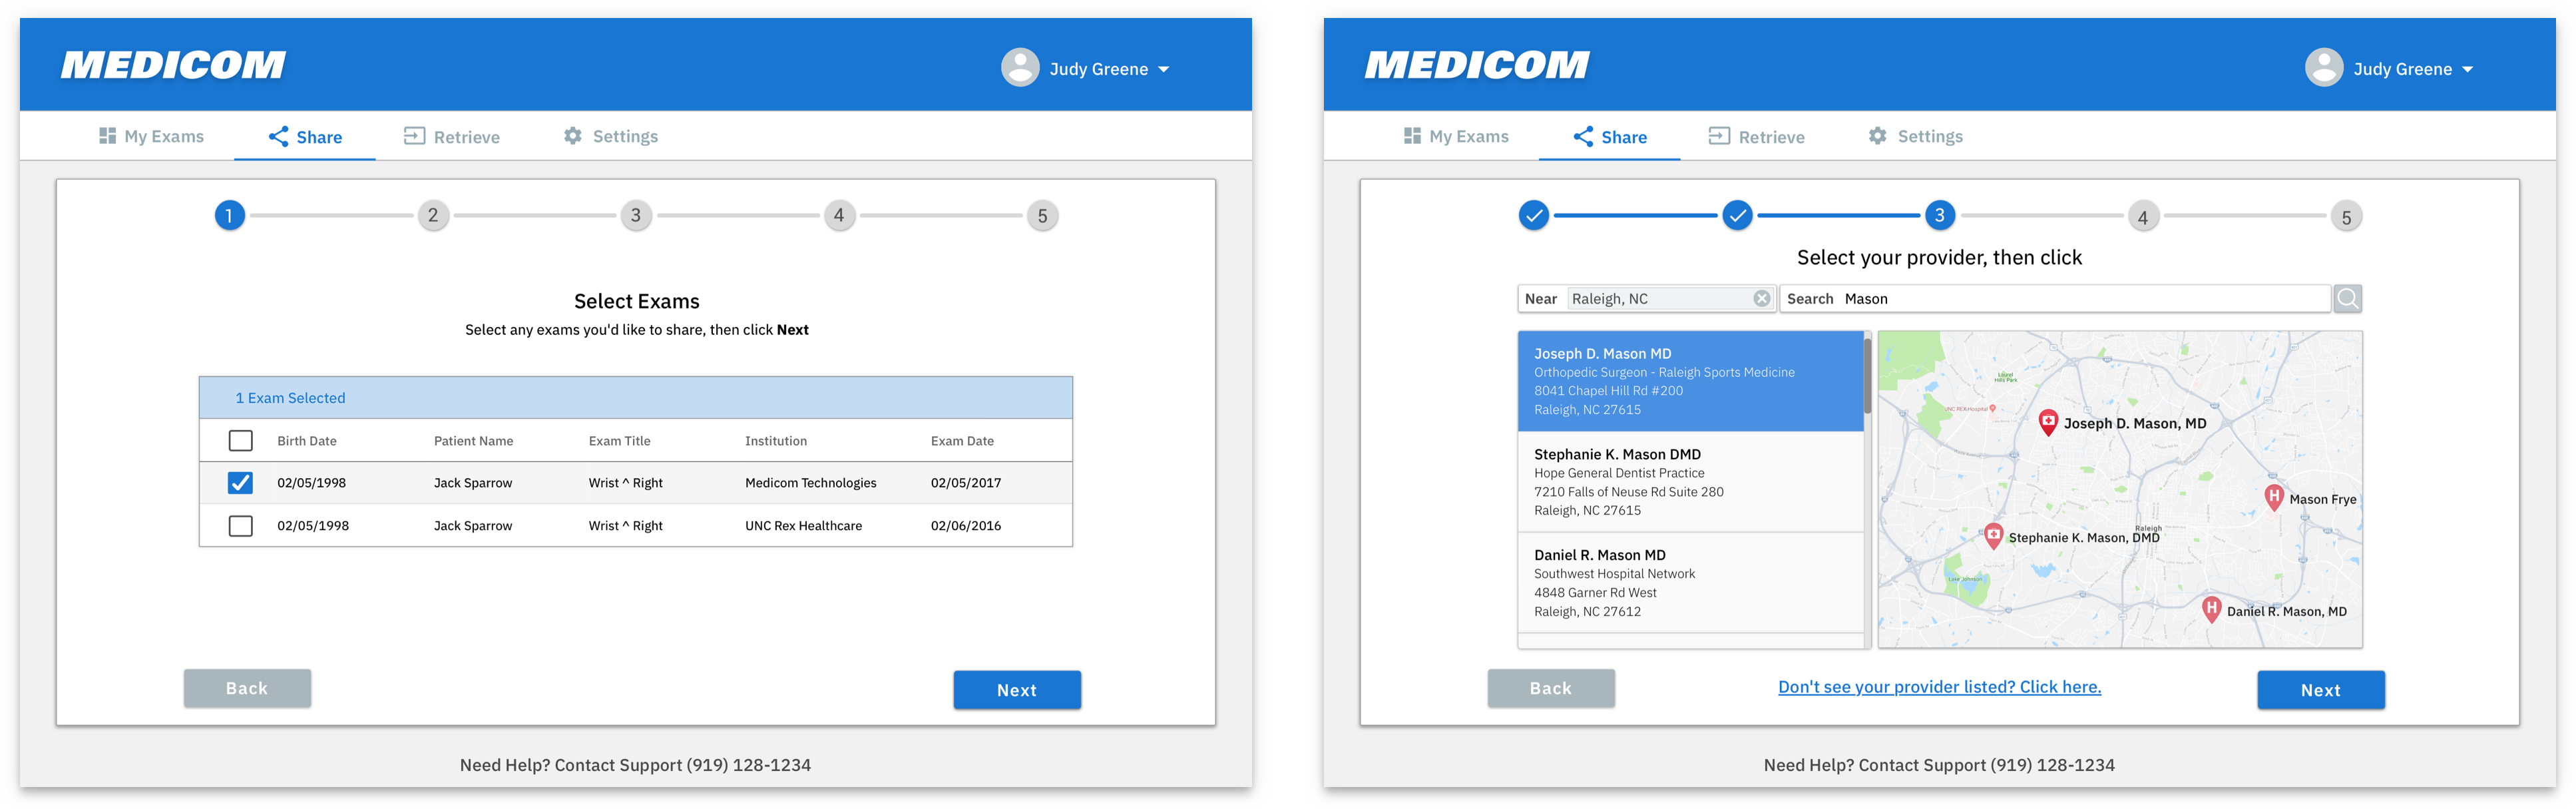 MEDICOM
Judy Greene
My Exams Share Retrieve Settings
1 2 3 4 5
Select Exams
Select any exams you'd like to share, then click Next
1 Exam Selected
Birth Date Patient Name Exam Title Institution Exam Date
02/05/1998 Jack Sparrow Wrist ^ Right Medicom Technologies 02/05/2017
02/05/1998 Jack Sparrow Wrist ^ Right UNC Rex Healthcare 02/06/2016
Back Next
Need Help? Contact Support (919) 128-1234
MEDICOM
Judy Greene
My Exams Share Retrieve Settings
3 4 5
Select your provider, then click
Near Raleigh, NC Search Mason
Joseph D. Mason MD
Orthopedic Surgeon - Raleigh Sports Medicine
8041 Chapel Hill Rd #200
Raleigh, NC 27615
Stephanie K. Mason DMD
Hope General Dentist Practice
7210 Falls of Neuse Rd Suite 280
Raleigh, NC 27615
Daniel R. Mason MD
Southwest Hospital Network
4848 Garner Rd West
Raleigh, NC 27612
Laurel
Hills Park
UNC REX Hospital
Joseph D. Mason, MD
H Mason Frye
Raleigh
Stephanie K. Mason, DMD
Lake Johnson
H Daniel R. Mason, MD
Back Don't see your provider listed? Click here. Next
Need Help? Contact Support (919) 128-1234